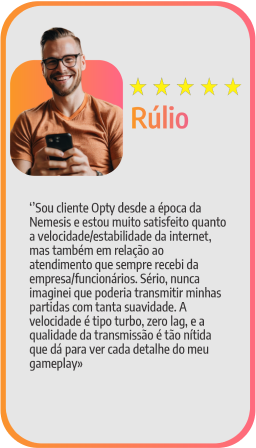 Rúlio
‘’Sou cliente Opty desde a época da
Nemesis e estou muito satisfeito quanto
a velocidade/estabilidade da internet,
mas também em relação ao
atendimento que sempre recebi da
empresa/funcionários. Sério, nunca
imaginei que poderia transmitir minhas
partidas com tanta suavidade. A
velocidade é tipo turbo, zero lag, e a
qualidade da transmissão é tão nítida
que dá para ver cada detalhe do meu
gameplay»